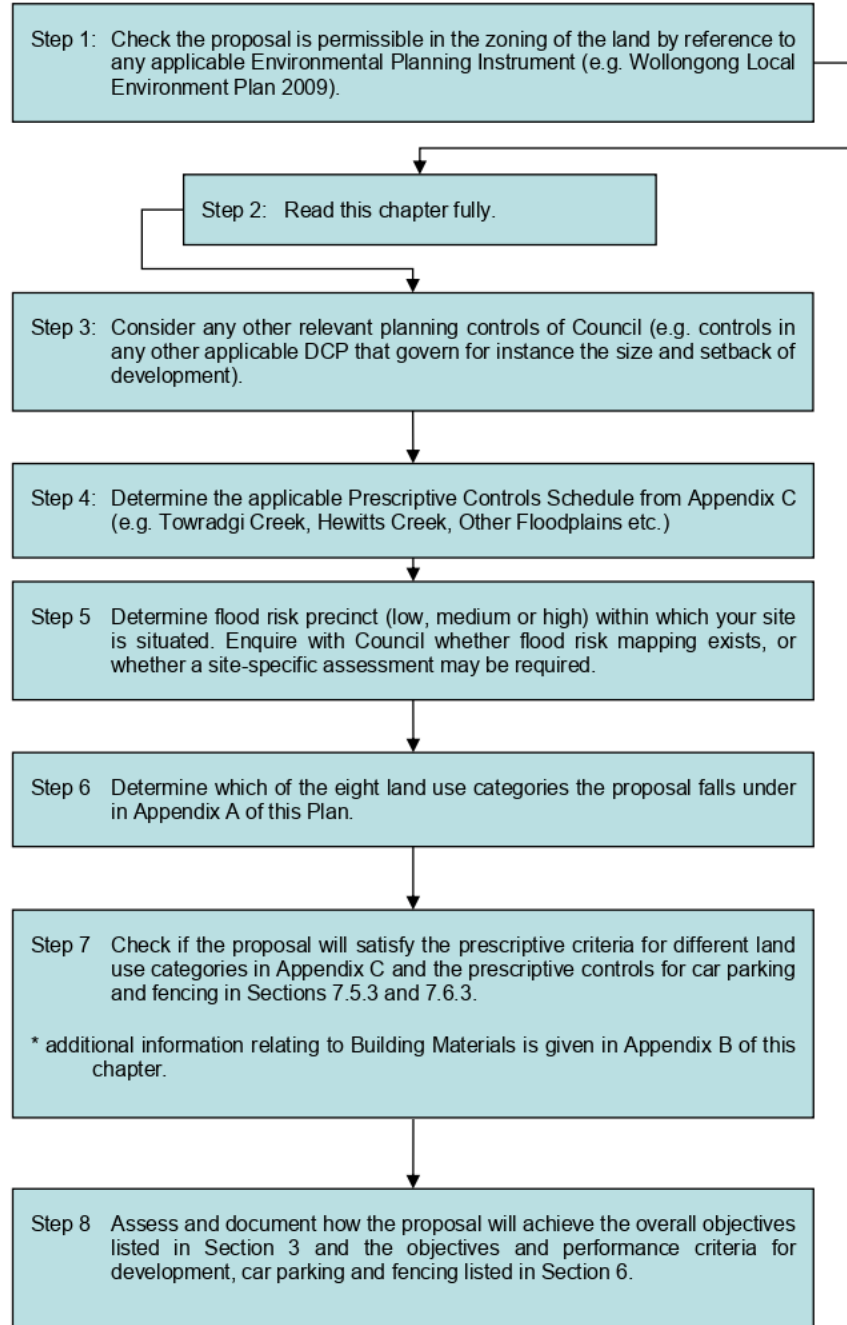 Step 1: Check the proposal is permissible in the zoning of the land by reference to
any applicable Environmental Planning Instrument (e.g. Wollongong Local
Environment Plan 2009).
Step 2: Read this chapter fully.
Step 3: Consider any other relevant planning controls of Council (e.g. controls in
any other applicable DCP that govern for instance the size and setback of
development).
Step 4: Determine the applicable Prescriptive Controls Schedule from Appendix C
(e.g. Towradgi Creek, Hewitts Creek, Other Floodplains etc.)
Step 5 Determine flood risk precinct (low, medium or high) within which your site
is situated. Enquire with Council whether flood risk mapping exists, or
whether a site-specific assessment may be required.
Step 6 Determine which of the eight land use categories the proposal falls under
in Appendix A of this Plan.
Step 7 Check if the proposal will satisfy the prescriptive criteria for different land
use categories in Appendix C and the prescriptive controls for car parking
and fencing in Sections 7.5.3 and 7.6.3.
* additional information relating to Building Materials is given in Appendix B of this
chapter.
Step 8 Assess and document how the proposal will achieve the overall objectives
listed in Section 3 and the objectives and performance criteria for
development, car parking and fencing listed in Section 6.